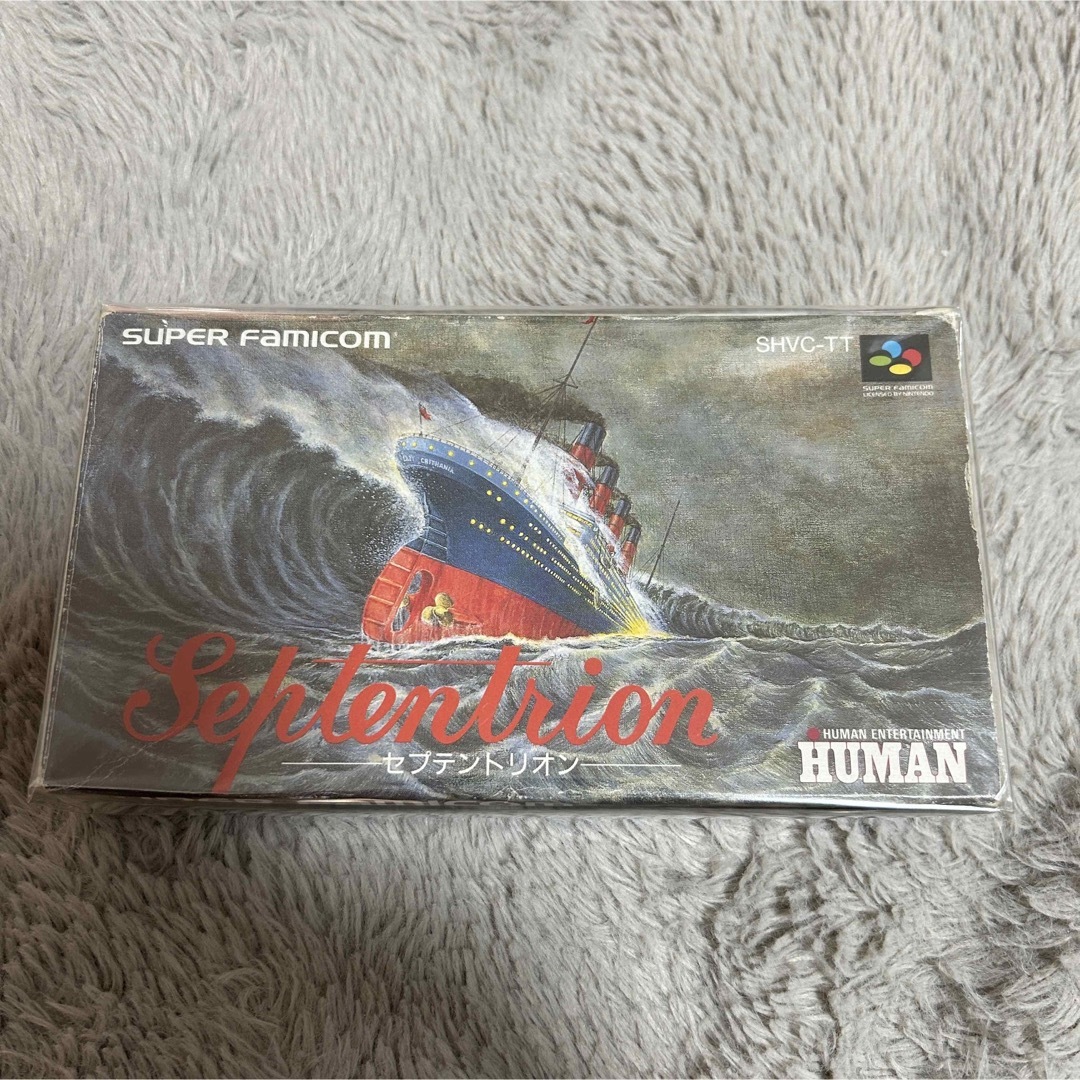 SUPER FAMICOM
SHVC-TT
SUPER FAMICOM
LICENSED BY NINTENDO
Septentrion
セプテントリオン
HUMAN ENTERTAINMENT
HUMAN